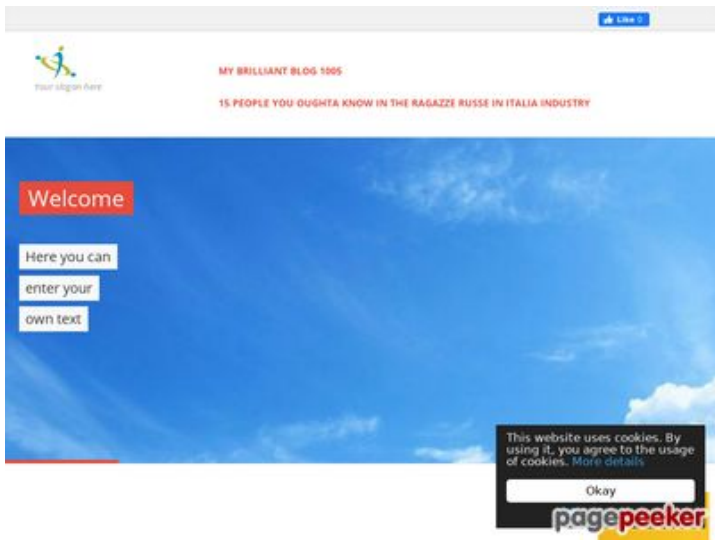 Like 0
Your slogan here
MY BRILLIANT BLOG 1005
15 PEOPLE YOU OUGHTA KNOW IN THE RAGAZZE RUSSE IN ITALIA INDUSTRY
Welcome
Here you can
enter your
own text
This website uses cookies. By
using it, you agree to the usage
of cookies. More details
Okay
pagepeeker